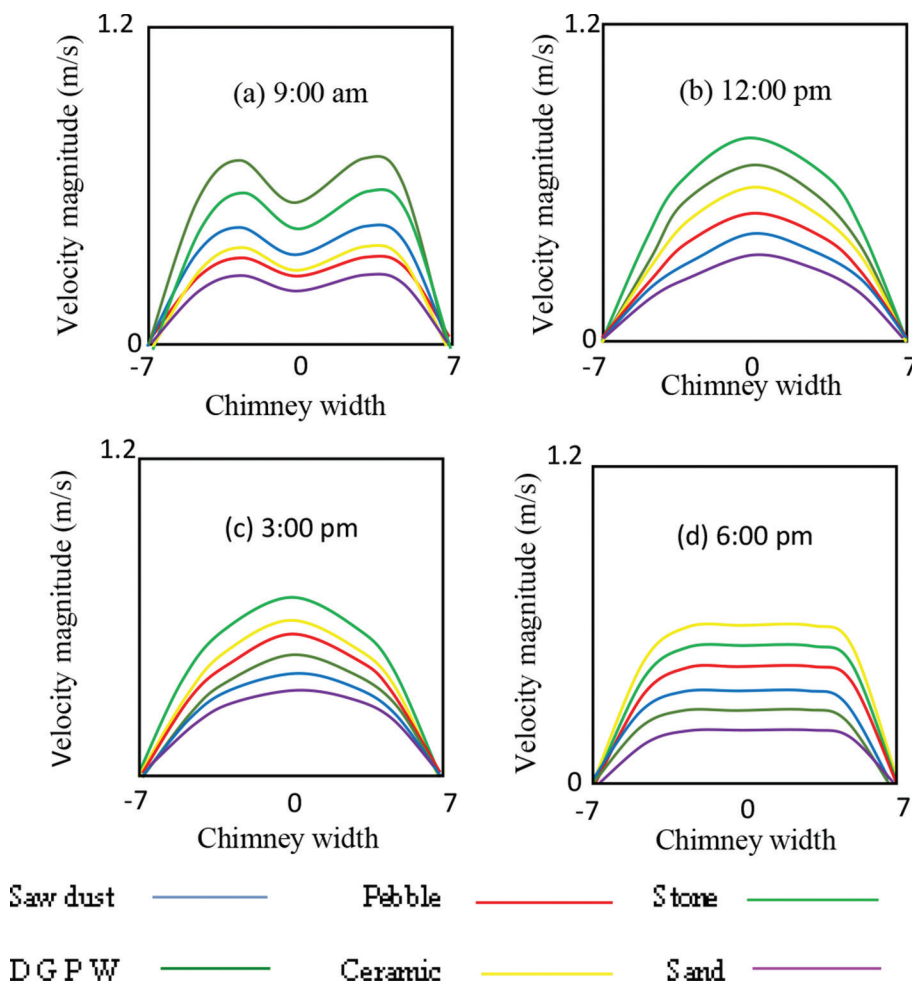 1.2
Velocity magnitude (m/s)
(a) 9:00 am
0
-7
0
7
Chimney width
1.2
Velocity magnitude (m/s)
(b) 12:00 pm
0
-7
0
7
Chimney width
1.2
Velocity magnitude (m/s)
(c) 3:00 pm
-7
0
7
Chimney width
1.2
Velocity magnitude (m/s)
(d) 6:00 pm
0
-7
0
7
Chimney width
Saw dust
Pebble
Stone
D G P W
Ceramic
Sand